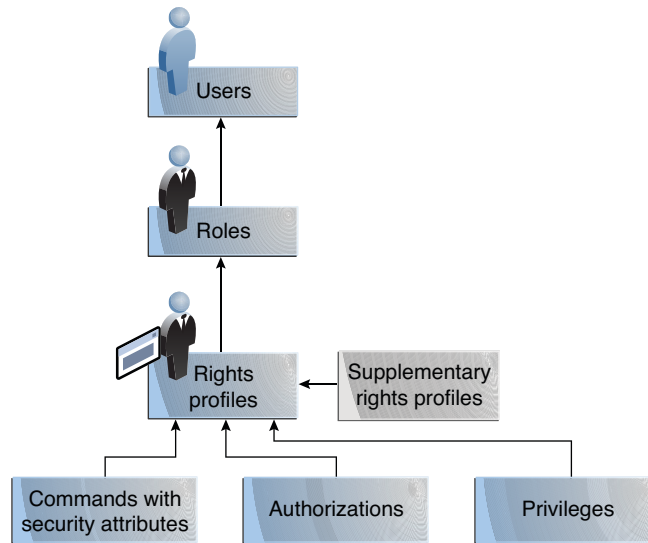 Users
Roles
Rights
profiles
Supplementary
rights profiles
Commands with
security attributes
Authorizations
Privileges